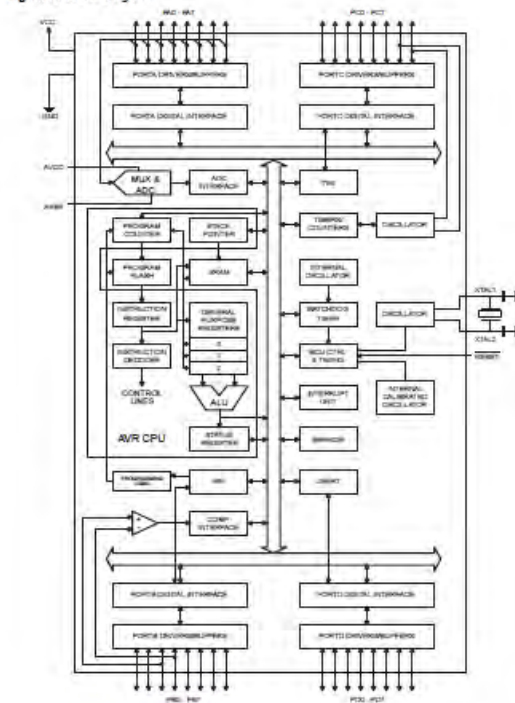 PA0 - PA7
PC0 - PC7
VCC
GND
PORTA DRIVERS/BUFFERS
PORTC DRIVERS/BUFFERS
PORTA DIGITAL INTERFACE
PORTC DIGITAL INTERFACE
AVCC
MUX &
ADC
ADC
INTERFACE
TWI
AREF
PROGRAM
COUNTER
STACK
POINTER
TIMERS/
COUNTERS
OSCILLATOR
PROGRAM
FLASH
SRAM
INTERNAL
OSCILLATOR
XTAL1
INSTRUCTION
REGISTER
GENERAL
PURPOSE
REGISTERS
WATCHDOG
TIMER
OSCILLATOR
X
XTAL2
INSTRUCTION
DECODER
Y
Z
MCU CTRL.
& TIMING
RESET
CONTROL
LINES
ALU
INTERRUPT
UNIT
INTERNAL
CALIBRATED
OSCILLATOR
AVR CPU
STATUS
REGISTER
EEPROM
PROGRAMMING
LOGIC
SPI
USART
+
-
COMP.
INTERFACE
PORTB DIGITAL INTERFACE
PORTD DIGITAL INTERFACE
PORTB DRIVERS/BUFFERS
PORTD DRIVERS/BUFFERS
PB0 - PB7
PD0 - PD7